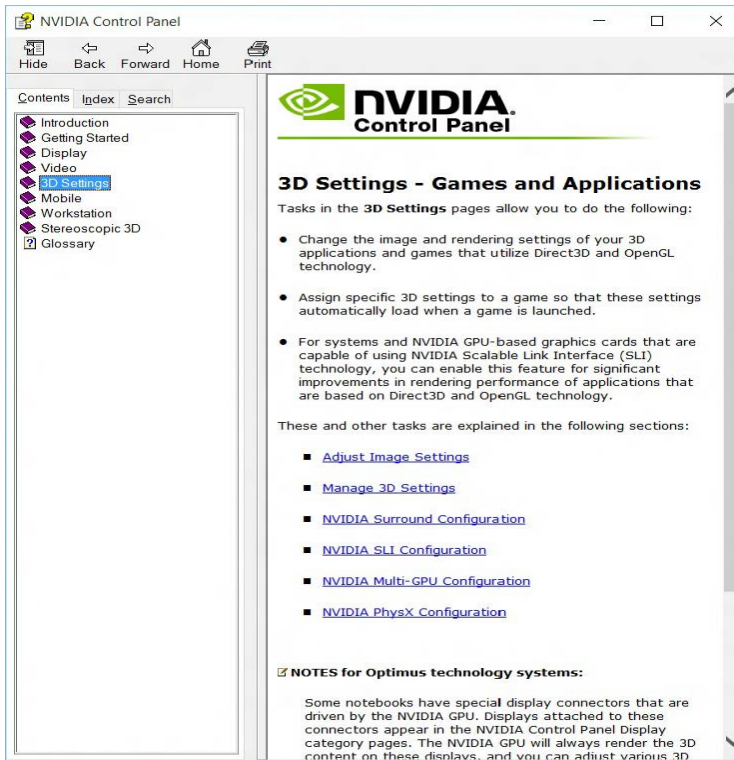 NVIDIA Control Panel
Hide Back Forward Home Print
Contents Index Search
Introduction
Getting Started
Display
Video
3D Settings
Mobile
Workstation
Stereoscopic 3D
Glossary
NVIDIA.
Control Panel
3D Settings - Games and Applications
Tasks in the 3D Settings pages allow you to do the following:
Change the image and rendering settings of your 3D
applications and games that utilize Direct3D and OpenGL
technology.
Assign specific 3D settings to a game so that these settings
automatically load when a game is launched.
For systems and NVIDIA GPU-based graphics cards that are
capable of using NVIDIA Scalable Link Interface (SLI)
technology, you can enable this feature for significant
improvements in rendering performance of applications that
are based on Direct3D and OpenGL technology.
These and other tasks are explained in the following sections:
Adjust Image Settings
Manage 3D Settings
NVIDIA Surround Configuration
NVIDIA SLI Configuration
NVIDIA Multi-GPU Configuration
NVIDIA PhysX Configuration
NOTES for Optimus technology systems:
Some notebooks have special display connectors that are
driven by the NVIDIA GPU. Displays attached to these
connectors appear in the NVIDIA Control Panel Display
category pages. The NVIDIA GPU will always render the 3D
content on these displays, and you can adjust various 3D